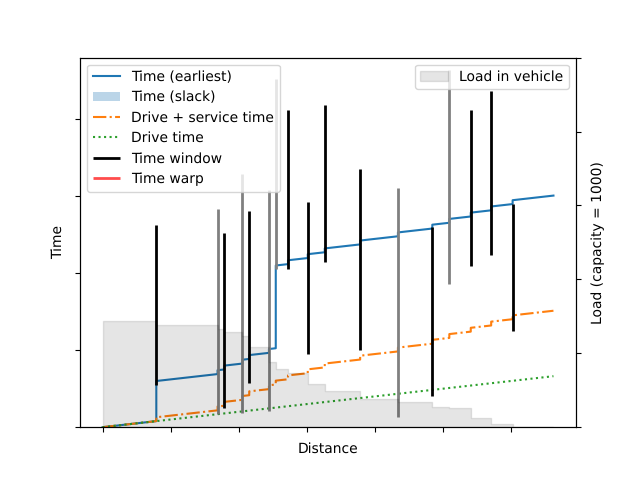 Time (earliest)
Time (slack)
Drive + service time
Drive time
Time window
Time warp
Load in vehicle
Time
Load (capacity = 1000)
Distance